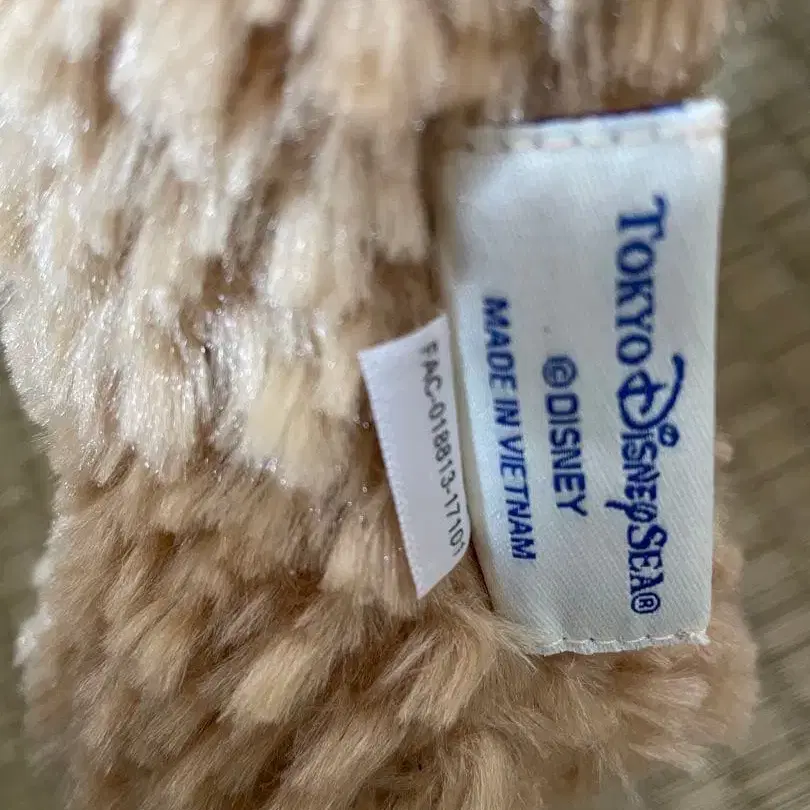 TOKYO DISNEYSEA®
©DISNEY
MADE IN VIETNAM
FAC-018813-17101